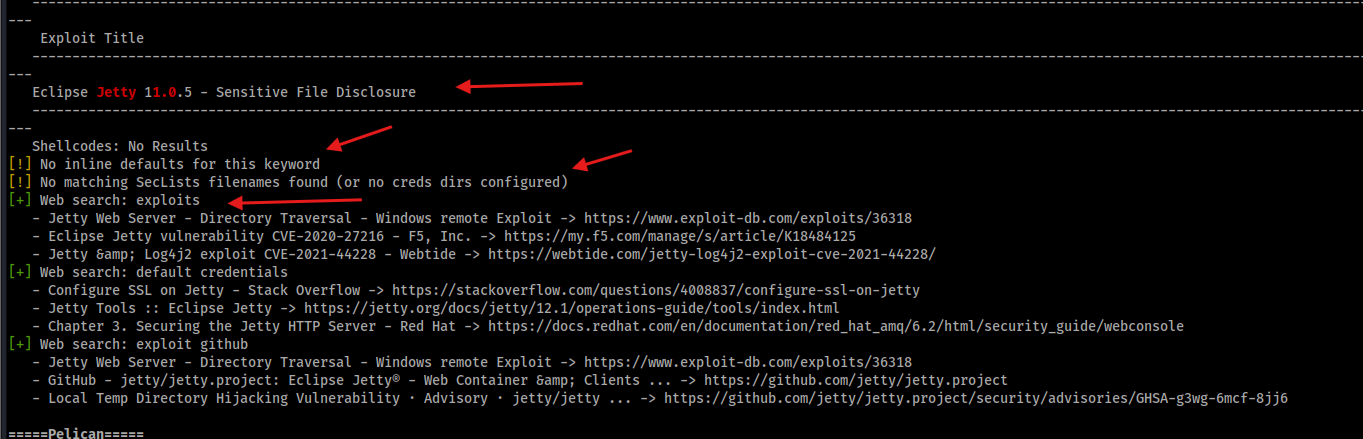 --------------------------------------------------------------------------------------------------------------------------------------------------------------------
---
Exploit Title
--------------------------------------------------------------------------------------------------------------------------------------------------------------------
---
Eclipse Jetty 11.0.5 - Sensitive File Disclosure
--------------------------------------------------------------------------------------------------------------------------------------------------------------------
---
Shellcodes: No Results
[!] No inline defaults for this keyword
[!] No matching SecLists filenames found (or no creds dirs configured)
[+] Web search: exploits
- Jetty Web Server - Directory Traversal - Windows remote Exploit -> https://www.exploit-db.com/exploits/36318
- Eclipse Jetty vulnerability CVE-2020-27216 - F5, Inc. -> https://my.f5.com/manage/s/article/K18484125
- Jetty &amp; Log4j2 exploit CVE-2021-44228 - Webtide -> https://webtide.com/jetty-log4j2-exploit-cve-2021-44228/
[+] Web search: default credentials
- Configure SSL on Jetty - Stack Overflow -> https://stackoverflow.com/questions/4008837/configure-ssl-on-jetty
- Jetty Tools :: Eclipse Jetty -> https://jetty.org/docs/jetty/12.1/operations-guide/tools/index.html
- Chapter 3. Securing the Jetty HTTP Server - Red Hat -> https://docs.redhat.com/en/documentation/red_hat_amq/6.2/html/security_guide/webconsole
[+] Web search: exploit github
- Jetty Web Server - Directory Traversal - Windows remote Exploit -> https://www.exploit-db.com/exploits/36318
- GitHub - jetty/jetty.project: Eclipse Jetty® - Web Container &amp; Clients ... -> https://github.com/jetty/jetty.project
- Local Temp Directory Hijacking Vulnerability · Advisory · jetty/jetty ... -> https://github.com/jetty/jetty.project/security/advisories/GHSA-g3wg-6mcf-8jj6
=====Pelican=====